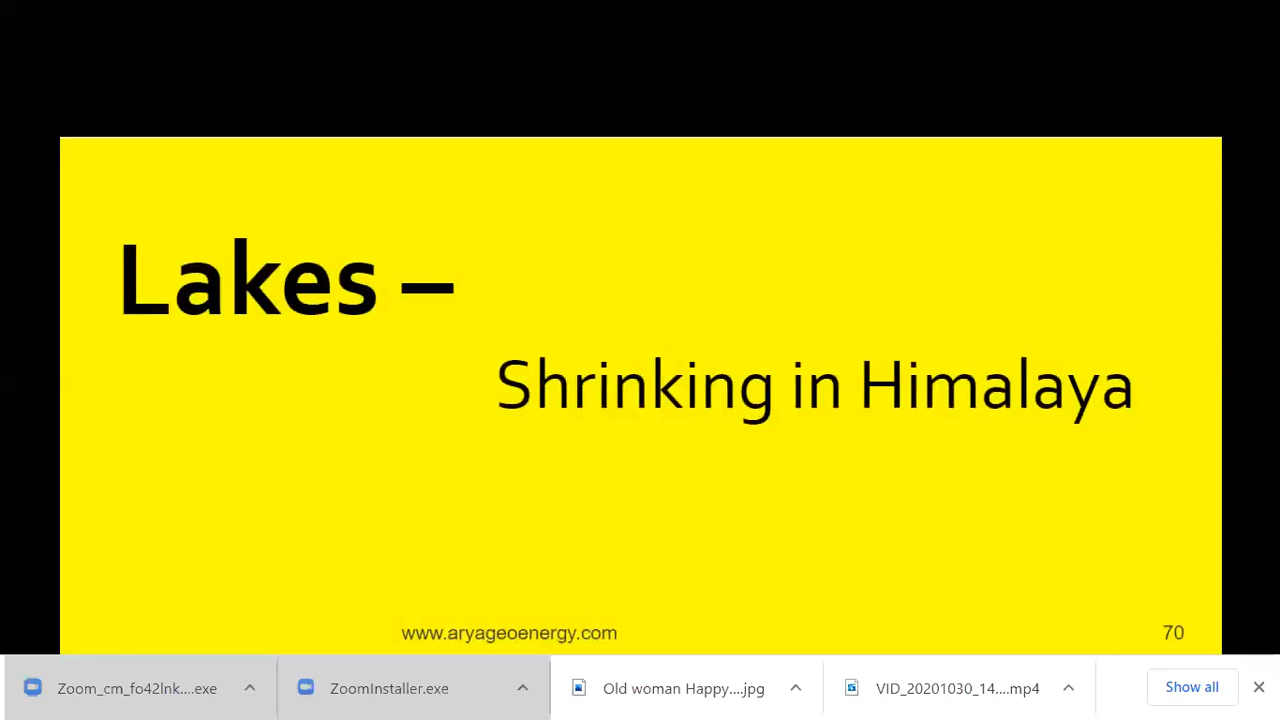 Lakes –
Shrinking in Himalaya
www.aryageoenergy.com 70
Zoom_cm_fo42lnk....exe ZoomInstaller.exe Old woman Happy....jpg VID_20201030_14....mp4 Show all